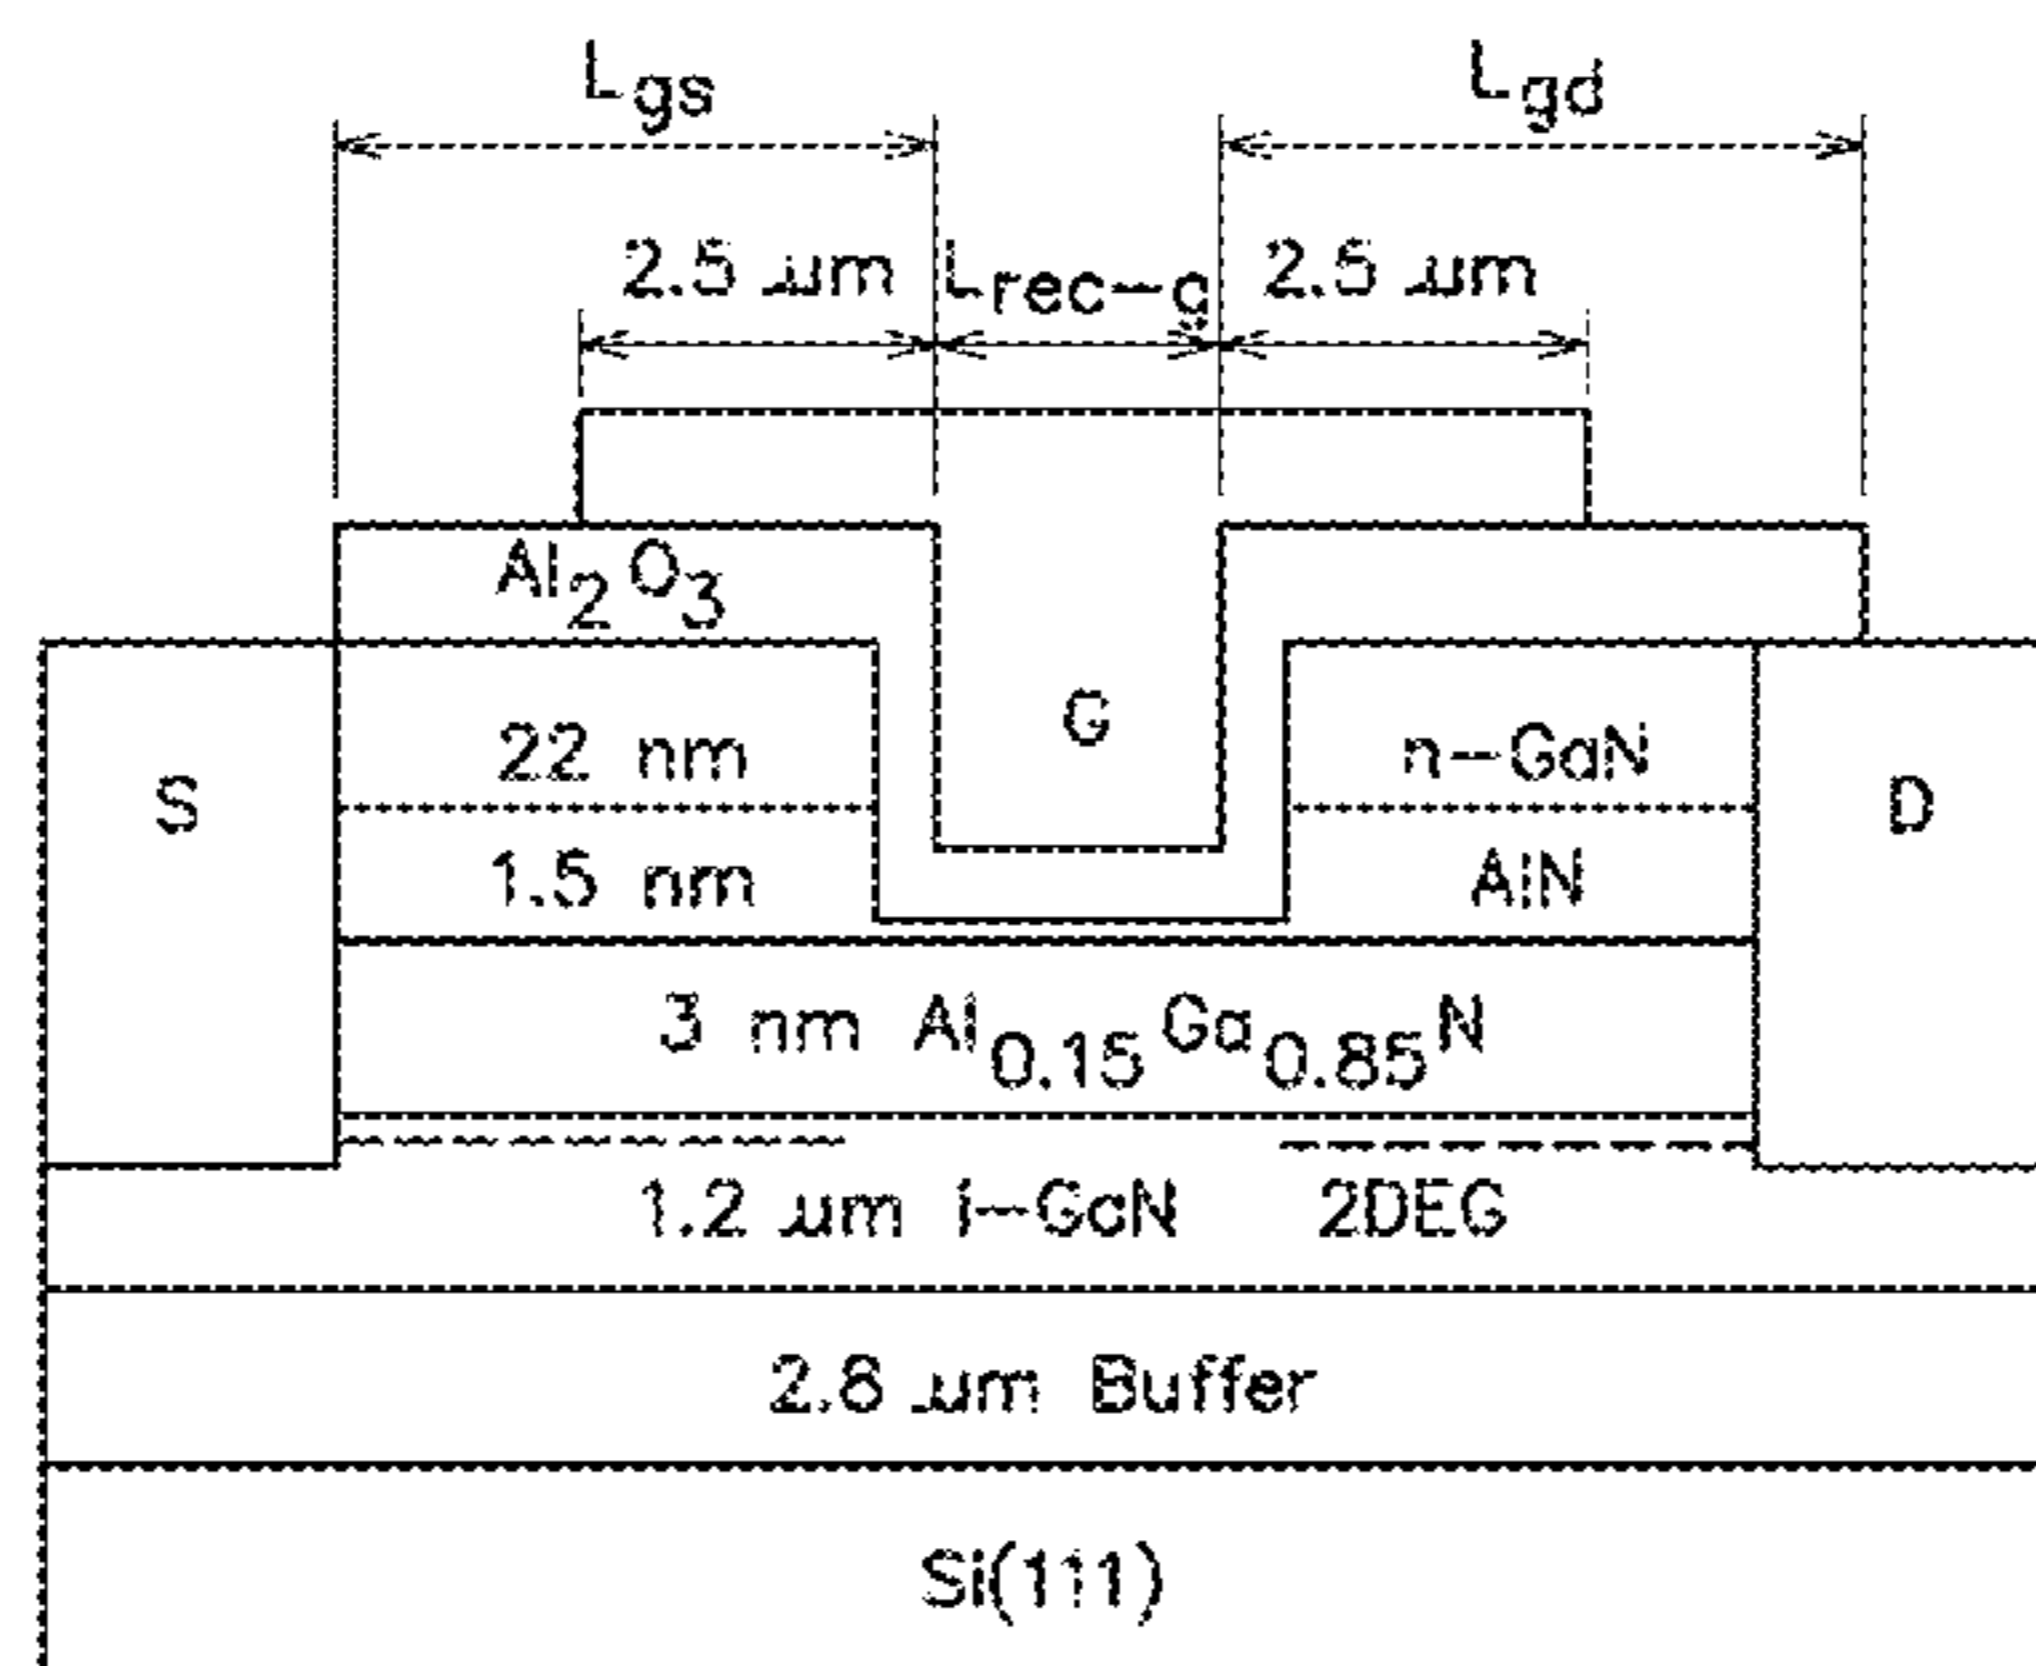 Lgs Lgd
2.5 µm Lrec-g 2.5 µm
Al2O3
G
22 nm n-GaN
S D
1.5 nm AlN
3 nm Al0.15Ga0.85N
1.2 µm i-GaN 2DEG
2.8 µm Buffer
Si(111)